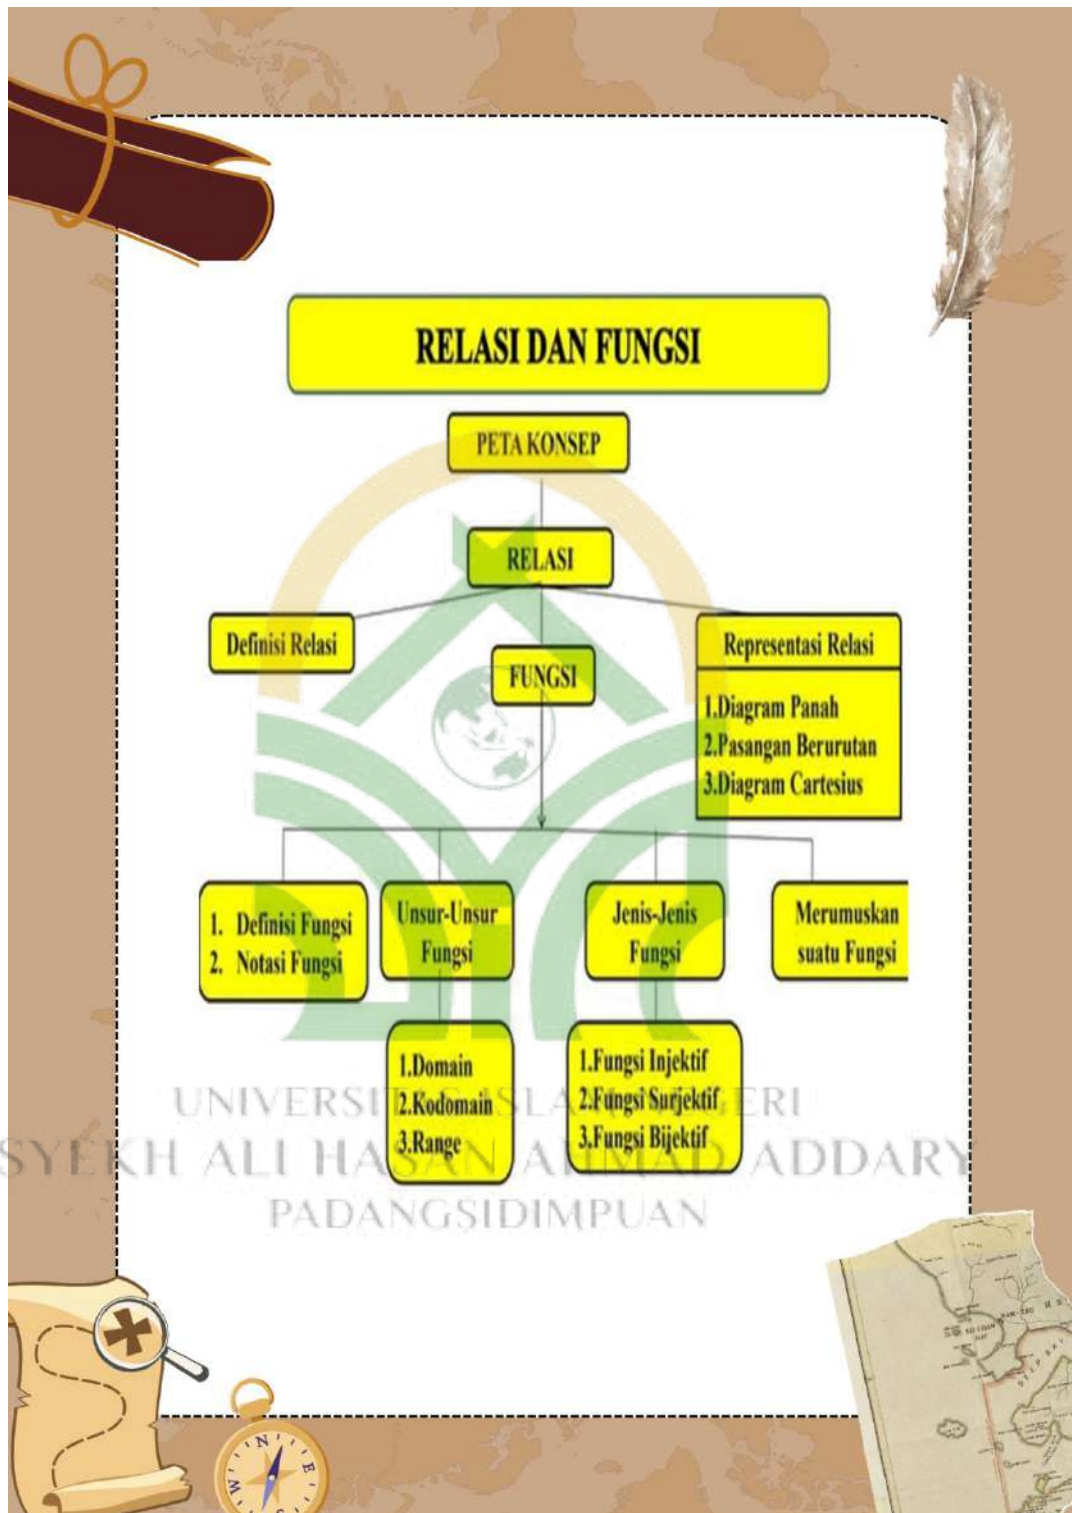 RELASI DAN FUNGSI
PETA KONSEP
RELASI
Definisi Relasi
FUNGSI
Representasi Relasi
1.Diagram Panah
2.Pasangan Berurutan
3.Diagram Cartesius
1. Definisi Fungsi
2. Notasi Fungsi
Unsur-Unsur
Fungsi
Jenis-Jenis
Fungsi
Merumuskan
suatu Fungsi
1.Domain
2.Kodomain
3.Range
1.Fungsi Injektif
2.Fungsi Surjektif
3.Fungsi Bijektif
UNIVERSITAS ISLAM NEGERI
SYEKH ALI HASAN AHMAD ADDARY
PADANGSIDIMPUAN
N
E
S
W
DEEP BAY